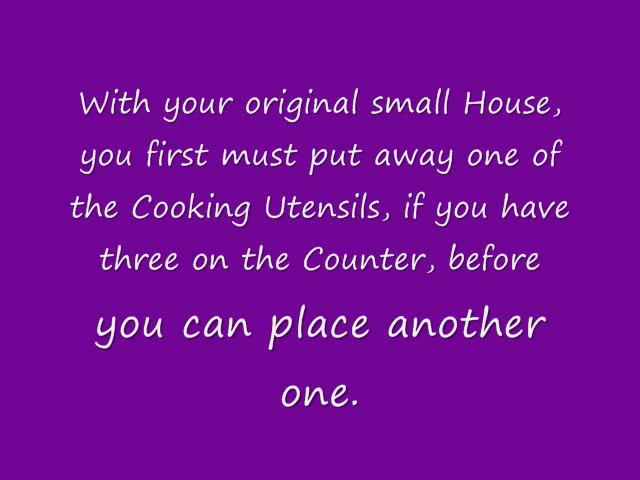 With your original small House,
you first must put away one of
the Cooking Utensils, if you have
three on the Counter, before
you can place another
one.